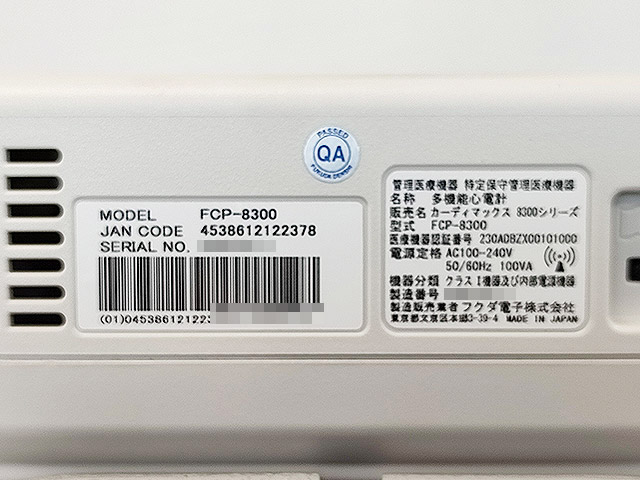 PASSED
QA
FUKUDA DENSHI
MODEL FCP-8300
JAN CODE 4538612122378
SERIAL NO.
(01)0453861212237
管理医療機器 特定保守管理医療機器
名称 多機能心電計
販売名 カーディマックス 8300シリーズ
型式 FCP-8300
医療機器認証番号 230ADBZX00101000
電源定格 AC100-240V
50/60Hz 100VA
機器分類 クラスⅠ機器及び内部電源機器
製造番号
製造販売業者 フクダ電子株式会社
東京都文京区本郷3-39-4 MADE IN JAPAN